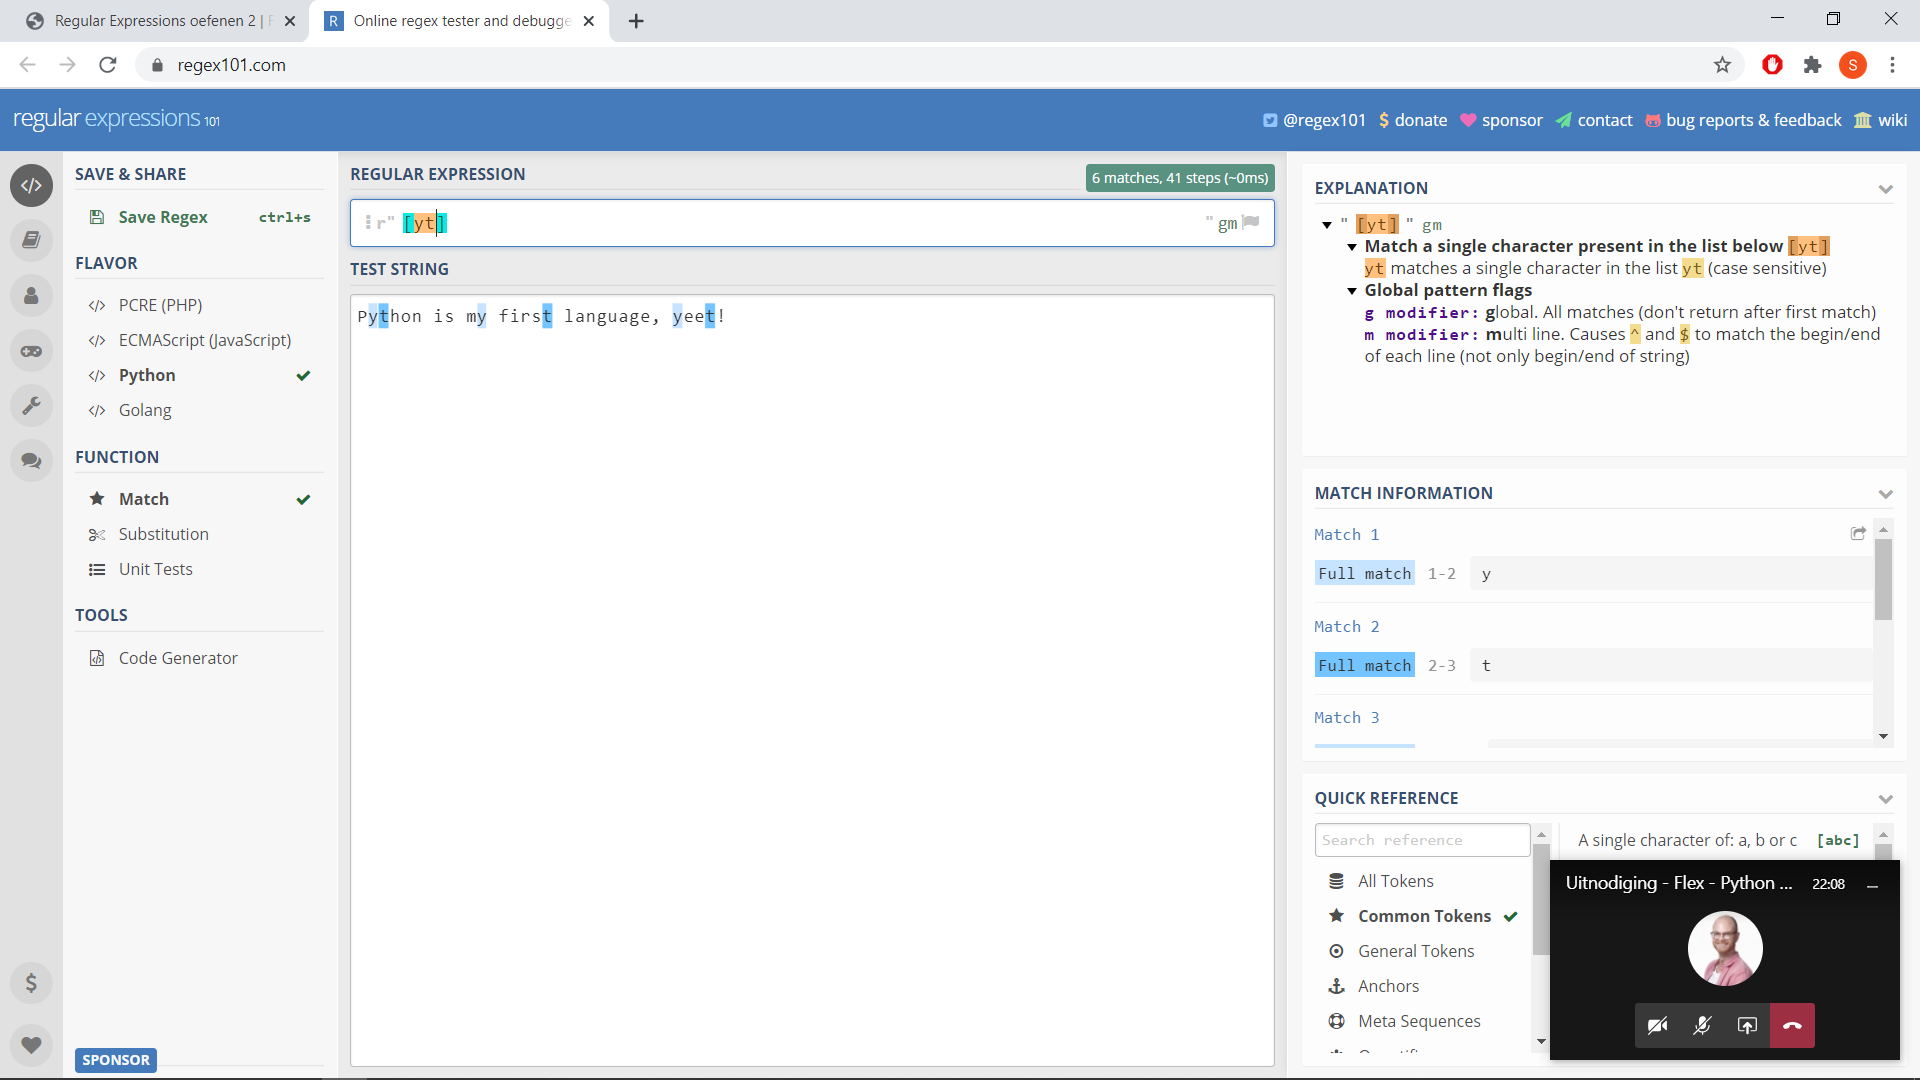 Regular Expressions oefenen 2 |
Online regex tester and debugge
regex101.com
S
regular expressions 101
@regex101
$ donate
sponsor
contact
bug reports & feedback
wiki
SAVE & SHARE
Save Regex ctrl+s
FLAVOR
</> PCRE (PHP)
</> ECMAScript (JavaScript)
</> Python
</> Golang
FUNCTION
Match
Substitution
Unit Tests
TOOLS
Code Generator
SPONSOR
REGULAR EXPRESSION
6 matches, 41 steps (~0ms)
r" [yt] " gm
TEST STRING
Python is my first language, yeet!
EXPLANATION
" [yt] " gm
Match a single character present in the list below [yt]
yt matches a single character in the list yt (case sensitive)
Global pattern flags
g modifier: global. All matches (don't return after first match)
m modifier: multi line. Causes ^ and $ to match the begin/end
of each line (not only begin/end of string)
MATCH INFORMATION
Match 1
Full match 1-2 y
Match 2
Full match 2-3 t
Match 3
QUICK REFERENCE
Search reference
All Tokens
Common Tokens
General Tokens
Anchors
Meta Sequences
A single character of: a, b or c [abc]
Uitnodiging - Flex - Python ... 22:08